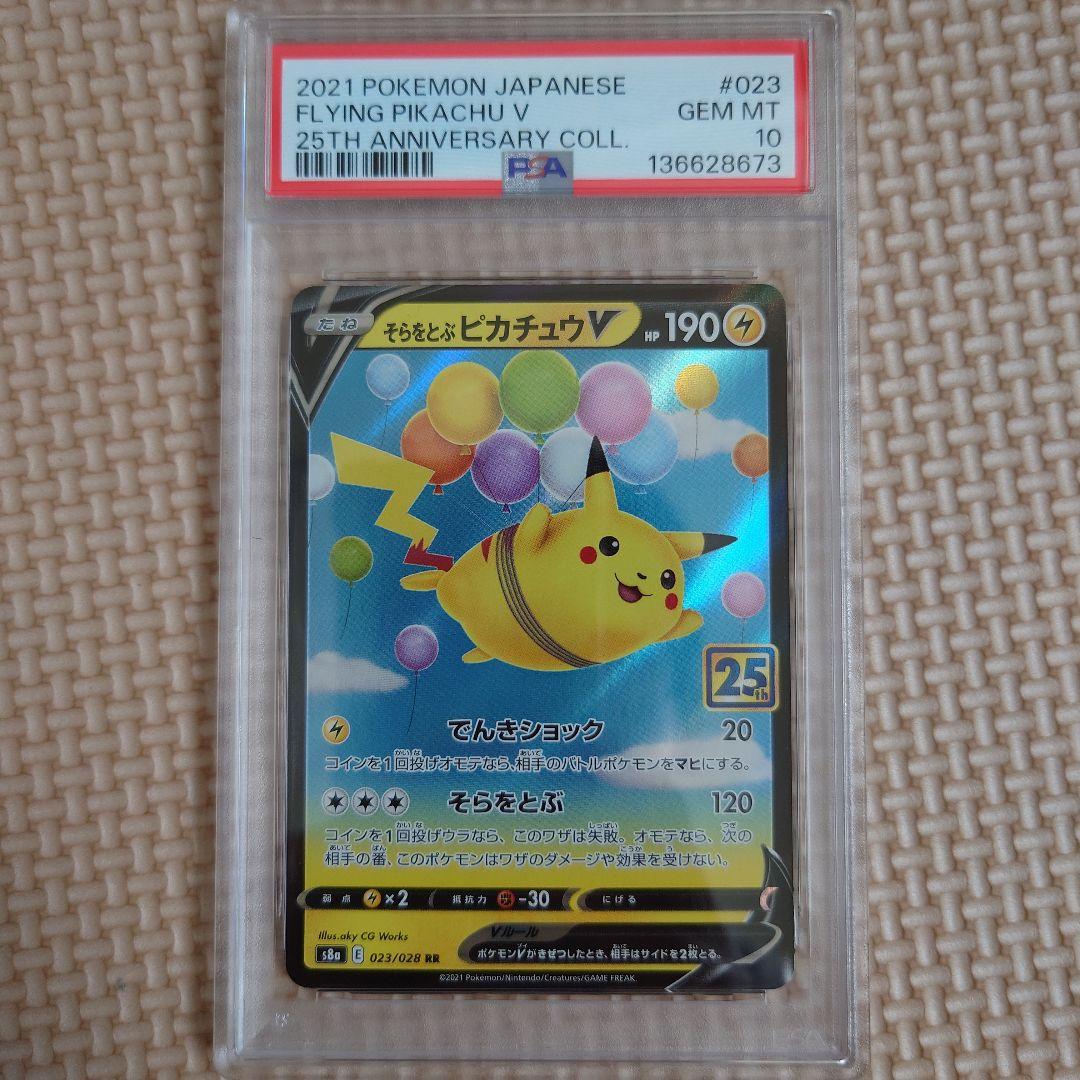 2021 POKEMON JAPANESE #023
FLYING PIKACHU V GEM MT
25TH ANNIVERSARY COLL. 10
PSA 136628673
たね そらをとぶピカチュウV HP 190
25th
でんきショック 20
コインを1回投げオモテなら、相手のバトルポケモンをマヒにする。
そらをとぶ 120
コインを1回投げウラなら、このワザは失敗。オモテなら、次の
相手の番、このポケモンはワザのダメージや効果を受けない。
弱点 ×2 抵抗力 -30 にげる
Illus.aky CG Works
Vルール
ポケモンVがきぜつしたとき、相手はサイドを2枚とる。
s8a E 023/028 RR
©2021 Pokémon/Nintendo/Creatures/GAME FREAK.